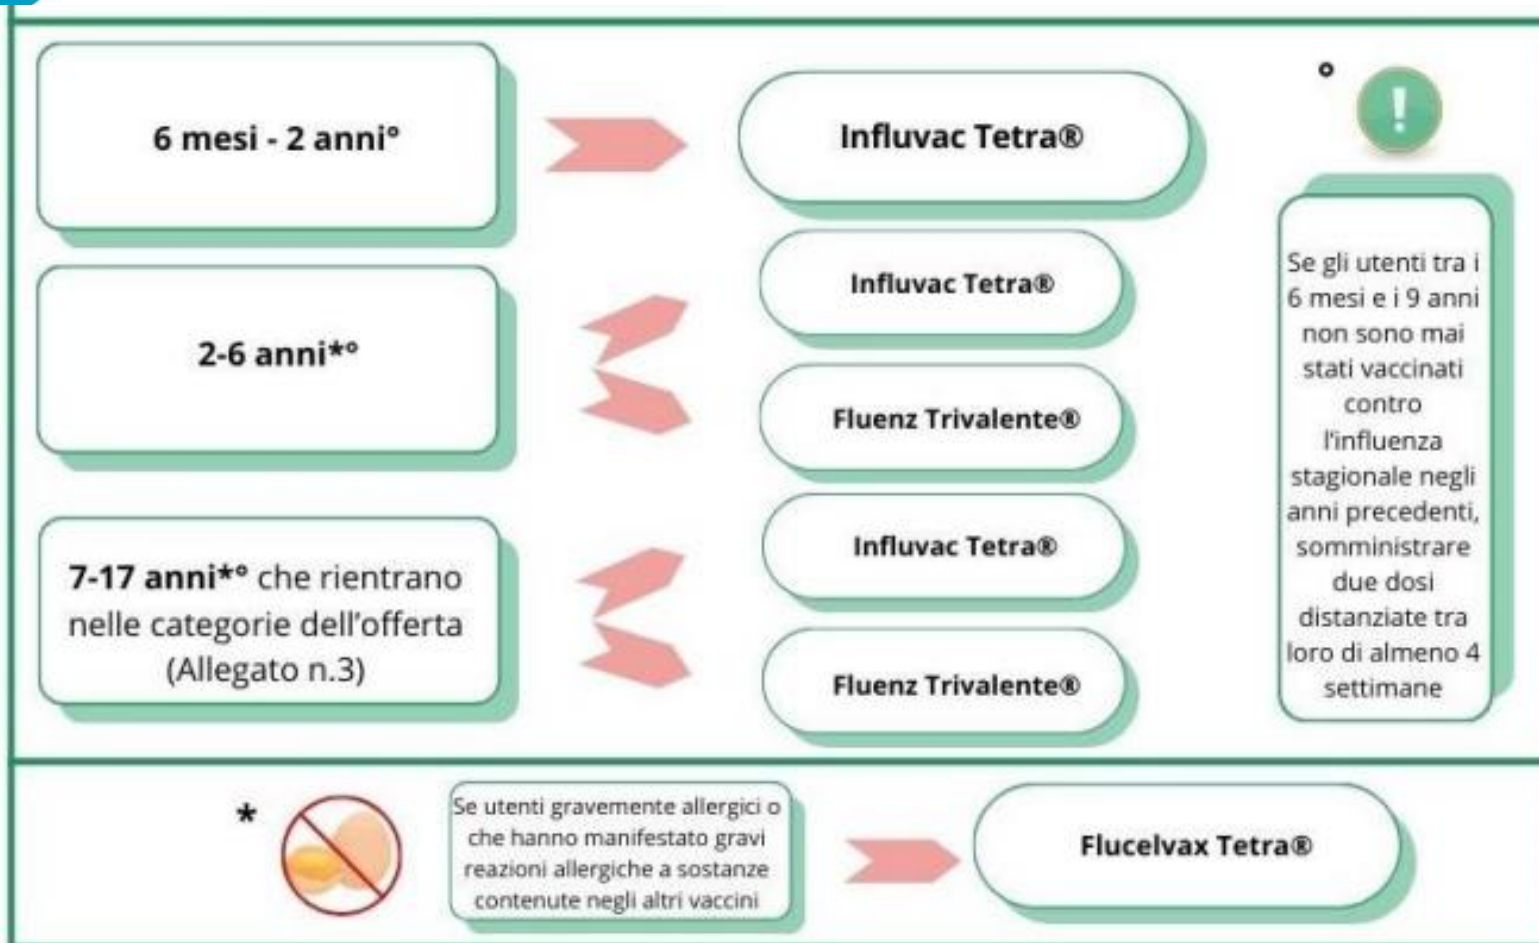 6 mesi - 2 anni°
Influvac Tetra®
2-6 anni*°
Influvac Tetra®
Fluenz Trivalente®
7-17 anni*° che rientrano
nelle categorie dell'offerta
(Allegato n.3)
Influvac Tetra®
Fluenz Trivalente®
°
!
Se gli utenti tra i
6 mesi e i 9 anni
non sono mai
stati vaccinati
contro
l'influenza
stagionale negli
anni precedenti,
somministrare
due dosi
distanziate tra
loro di almeno 4
settimane
*
Se utenti gravemente allergici o
che hanno manifestato gravi
reazioni allergiche a sostanze
contenute negli altri vaccini
Flucelvax Tetra®